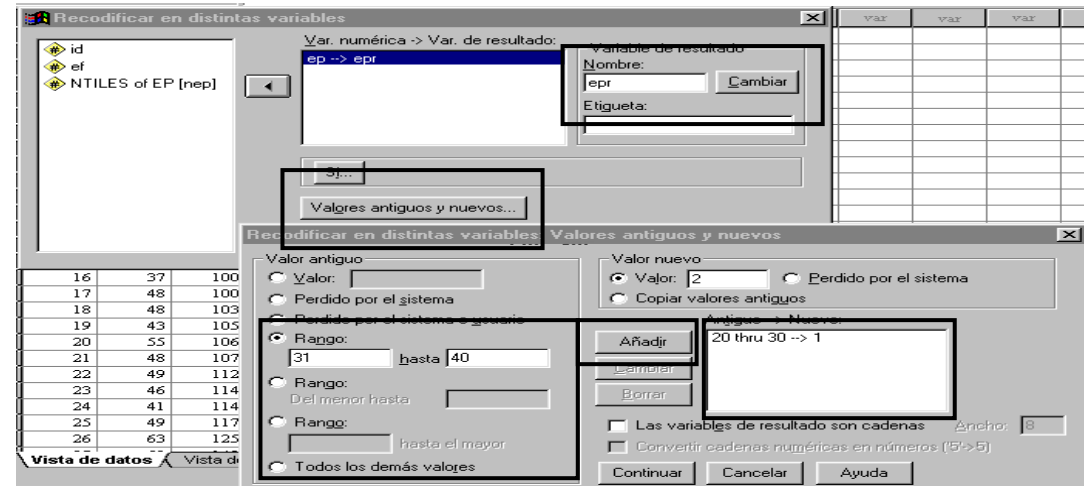 Recodificar en distintas variables
var var var
id
ef
NTILES of EP [nep]
Var. numérica -> Var. de resultado:
ep --> epr
Variable de resultado
Nombre:
epr Cambiar
Etiqueta:
Si...
Valores antiguos y nuevos...
Recodificar en distintas variables: Valores antiguos y nuevos
Valor antiguo
Valor:
Perdido por el sistema
Perdido por el sistema o usuario
Rango:
31 hasta 40
Rango:
Del menor hasta
Rango:
hasta el mayor
Todos los demás valores
Valor nuevo
Valor: 2 Perdido por el sistema
Copiar valores antiguos
Antiguo --> Nuevo:
Añadir 20 thru 30 --> 1
Cambiar
Borrar
Las variables de resultado son cadenas Ancho: 8
Convertir cadenas numéricas en números ('5'->5)
Continuar Cancelar Ayuda
16 37 100
17 48 100
18 48 103
19 43 105
20 55 106
21 48 107
22 49 112
23 46 114
24 41 114
25 49 117
26 63 125
Vista de datos Vista d